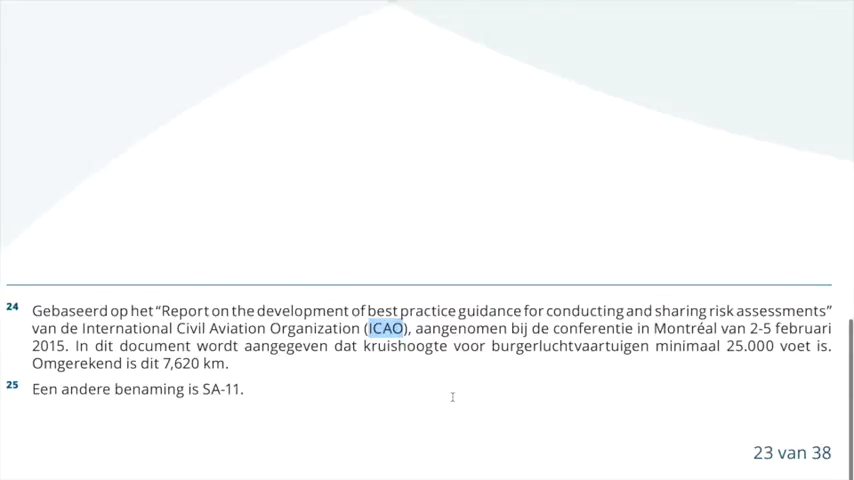 24 Gebaseerd op het “Report on the development of best practice guidance for conducting and sharing risk assessments”
van de International Civil Aviation Organization (ICAO), aangenomen bij de conferentie in Montréal van 2-5 februari
2015. In dit document wordt aangegeven dat kruishoogte voor burgerluchtvaartuigen minimaal 25.000 voet is.
Omgerekend is dit 7,620 km.
25 Een andere benaming is SA-11.
23 van 38